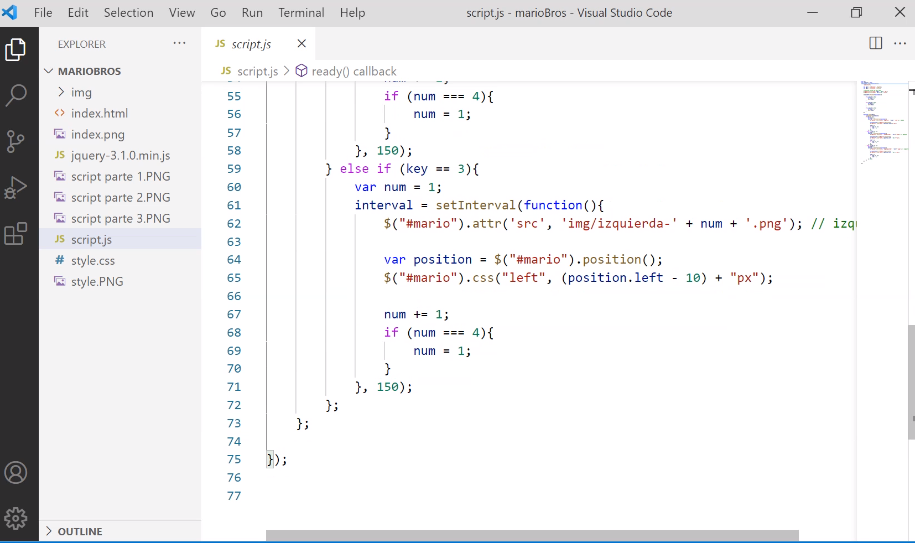 File Edit Selection View Go Run Terminal Help script.js - marioBros - Visual Studio Code
EXPLORER ···
JS script.js ×
MARIOBROS
img
<> index.html
index.png
JS jquery-3.1.0.min.js
script parte 1.PNG
script parte 2.PNG
script parte 3.PNG
JS script.js
# style.css
style.PNG
OUTLINE
JS script.js > ready() callback
55 if (num === 4){
56 num = 1;
57 }
58 }, 150);
59 } else if (key == 3){
60 var num = 1;
61 interval = setInterval(function(){
62 $("#mario").attr('src', 'img/izquierda-' + num + '.png'); // izq
63
64 var position = $("#mario").position();
65 $("#mario").css("left", (position.left - 10) + "px");
66
67 num += 1;
68 if (num === 4){
69 num = 1;
70 }
71 }, 150);
72 };
73 };
74
75 });
76
77